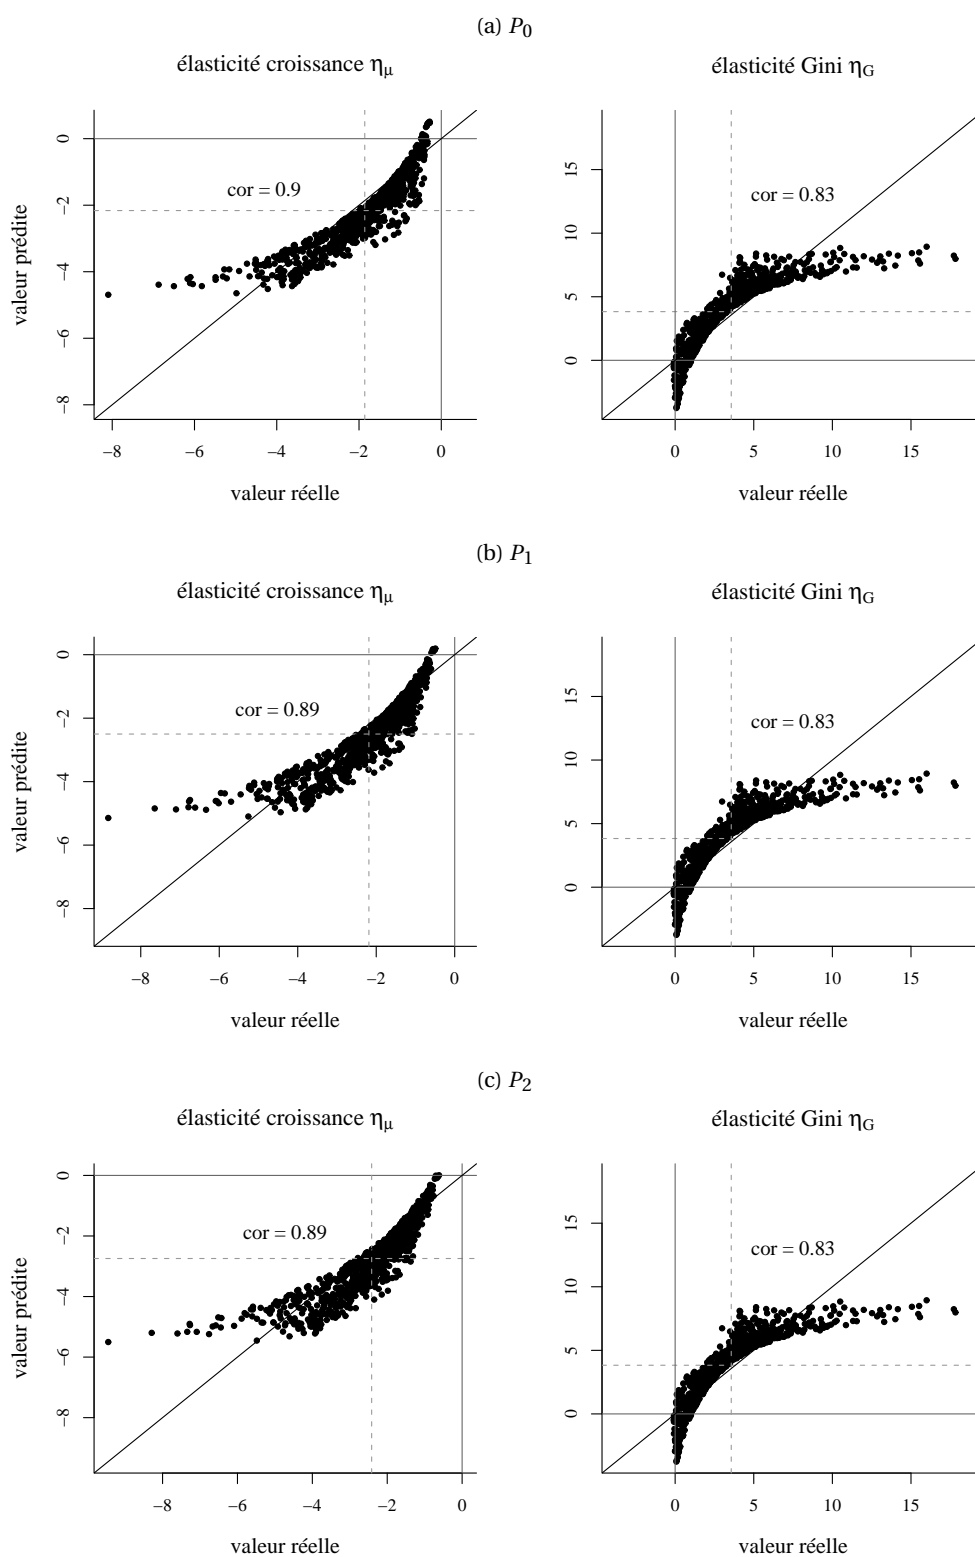 (a) P0
élasticité croissance ημ
élasticité Gini ηG
valeur prédite
0
−2
−4
−6
−8
cor = 0.9
−8 −6 −4 −2 0
valeur réelle
15
10
5
0
cor = 0.83
0 5 10 15
valeur réelle
(b) P1
élasticité croissance ημ
élasticité Gini ηG
valeur prédite
0
−2
−4
−6
−8
cor = 0.89
−8 −6 −4 −2 0
valeur réelle
15
10
5
0
cor = 0.83
0 5 10 15
valeur réelle
(c) P2
élasticité croissance ημ
élasticité Gini ηG
valeur prédite
0
−2
−4
−6
−8
cor = 0.89
−8 −6 −4 −2 0
valeur réelle
15
10
5
0
cor = 0.83
0 5 10 15
valeur réelle